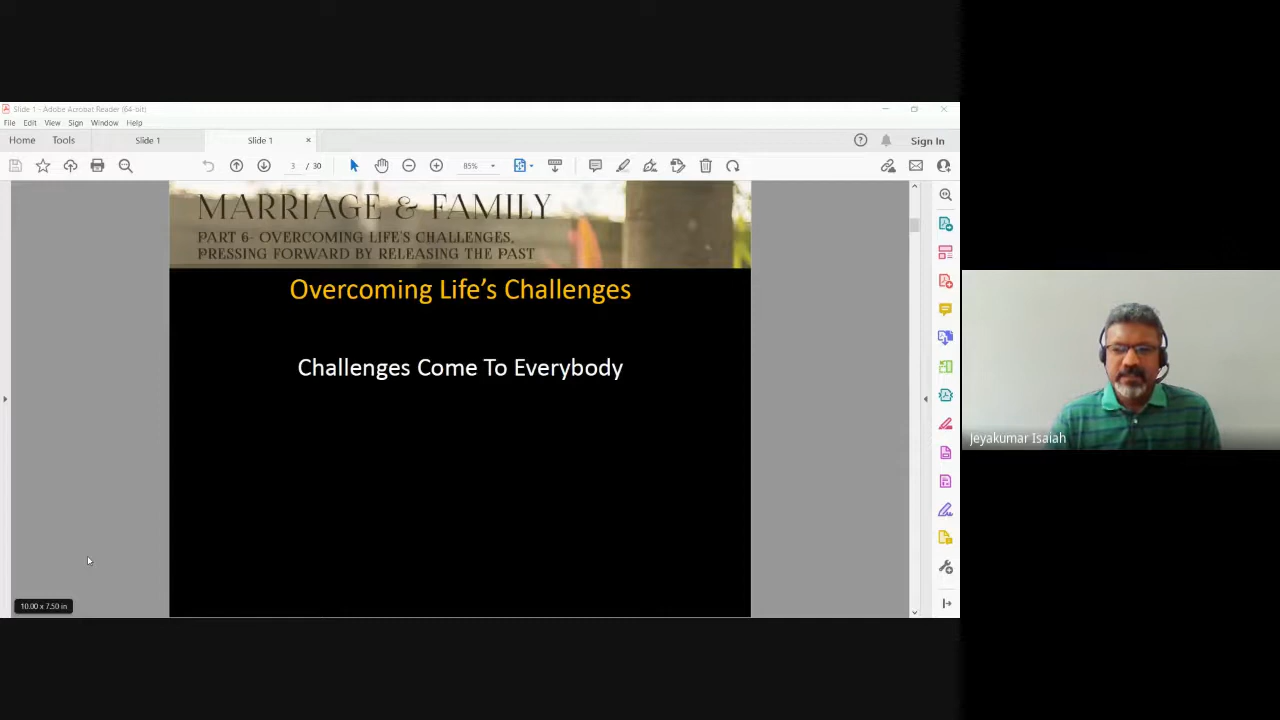 Slide 1 - Adobe Acrobat Reader (64-bit)
File Edit View Sign Window Help
Home Tools Slide 1 Slide 1 × Sign In
3 / 30 85%
MARRIAGE & FAMILY
PART 6- OVERCOMING LIFE'S CHALLENGES,
PRESSING FORWARD BY RELEASING THE PAST
Overcoming Life's Challenges
Challenges Come To Everybody
Jeyakumar Isaiah
10.00 x 7.50 in